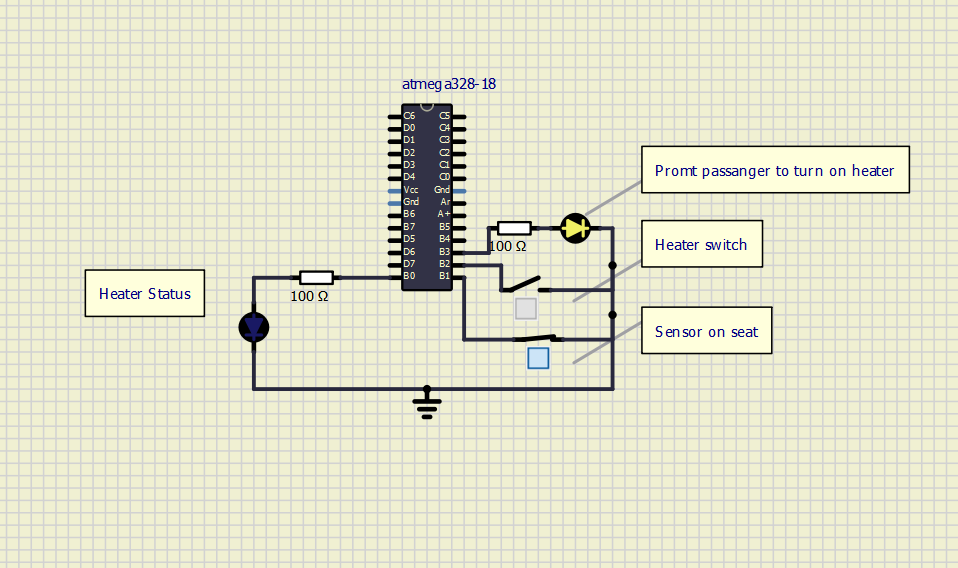 atmega328-18
C6 C5
D0 C4
D1 C3
D2 C2
D3 C1
D4 C0
Vcc Gnd
Gnd Ar
B6 A+
B7 B5
D5 B4
D6 B3
D7 B2
B0 B1
Promt passanger to turn on heater
100 Ω
Heater switch
Heater Status
100 Ω
Sensor on seat